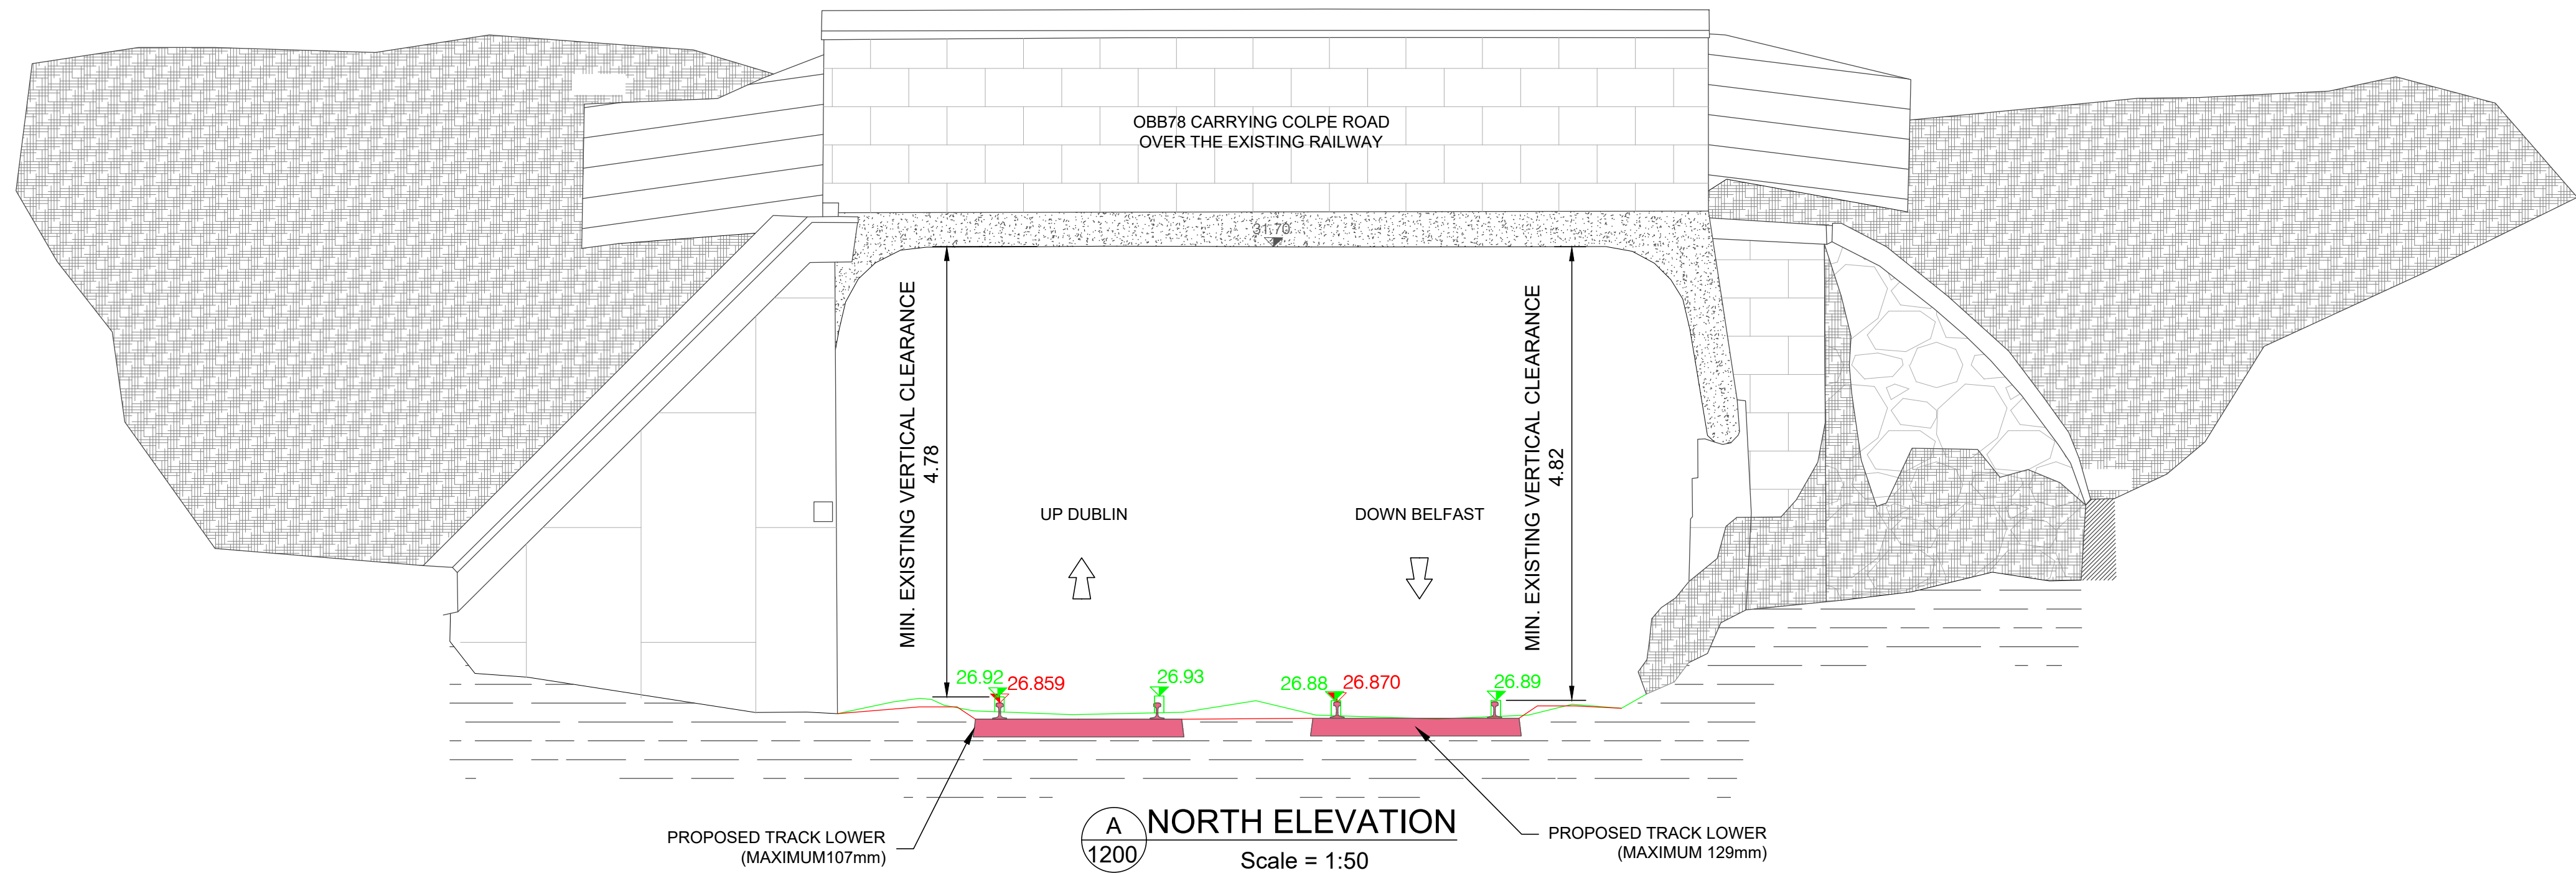 OBB78 CARRYING COLPE ROAD
OVER THE EXISTING RAILWAY
31.70
MIN. EXISTING VERTICAL CLEARANCE
4.78
UP DUBLIN
DOWN BELFAST
MIN. EXISTING VERTICAL CLEARANCE
4.82
26.92
26.859
26.93
26.88
26.870
26.89
PROPOSED TRACK LOWER
(MAXIMUM107mm)
A
1200
NORTH ELEVATION
Scale = 1:50
PROPOSED TRACK LOWER
(MAXIMUM 129mm)